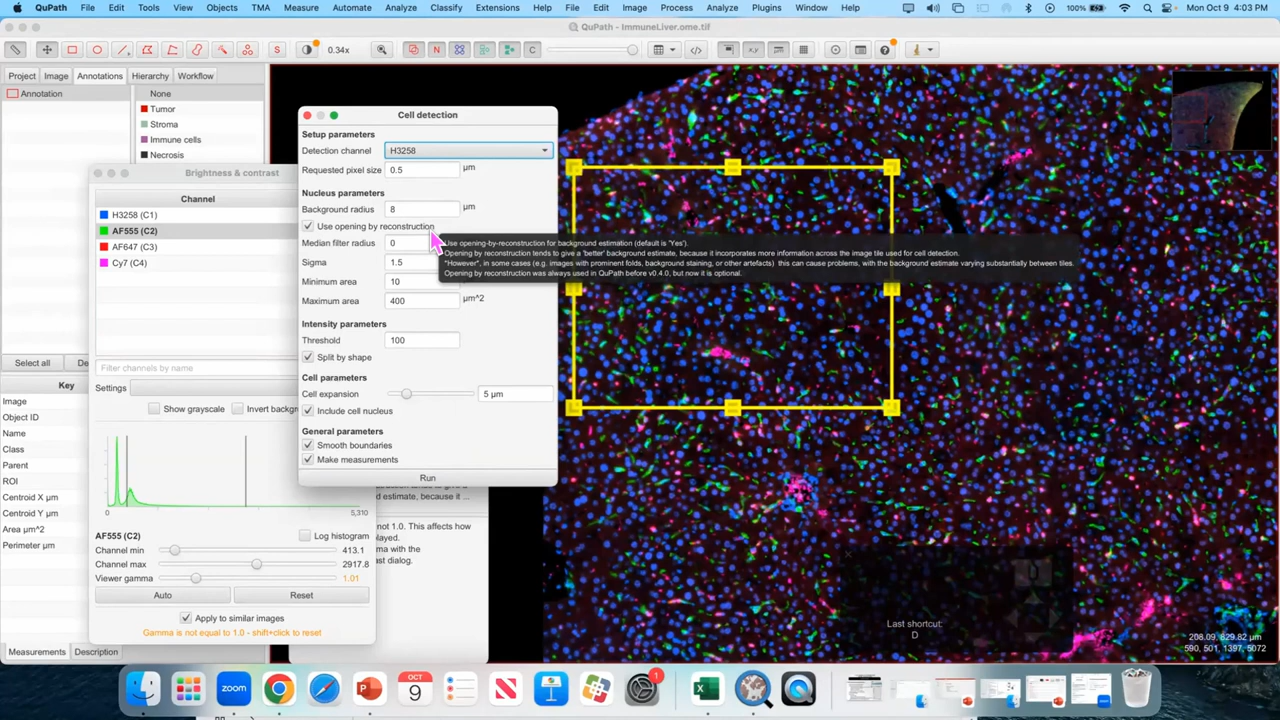 QuPath File Edit Tools View Objects TMA Measure Automate Analyze Classify Extensions Help File Edit Image Process Analyze Plugins Window Help 100% Mon Oct 9 4:03 PM
QuPath - ImmuneLiver.ome.tif
S 0.34x N C
Project Image Annotations Hierarchy Workflow
Annotation
None
Tumor
Stroma
Immune cells
Necrosis
Select all
Key
Image
Object ID
Name
Class
Parent
ROI
Centroid X µm
Centroid Y µm
Area µm^2
Perimeter µm
Measurements Description
Brightness & contrast
Channel
H3258 (C1)
AF555 (C2)
AF647 (C3)
Cy7 (C4)
Filter channels by name
Settings
Show grayscale Invert backgr
0 5,310
AF555 (C2) Log histogram
Channel min 413.1
Channel max 2917.8
Viewer gamma 1.01
Auto Reset
Apply to similar images
Gamma is not equal to 1.0 - shift+click to reset
Cell detection
Setup parameters
Detection channel H3258
Requested pixel size 0.5 µm
Nucleus parameters
Background radius 8 µm
Use opening by reconstruction
Median filter radius 0
Sigma 1.5
Minimum area 10
Maximum area 400 µm^2
Intensity parameters
Threshold 100
Split by shape
Cell parameters
Cell expansion 5 µm
Include cell nucleus
General parameters
Smooth boundaries
Make measurements
Run
Use opening-by-reconstruction for background estimation (default is 'Yes').
Opening by reconstruction tends to give a 'better' background estimate, because it incorporates more information across the image tile used for cell detection.
*However*, in some cases (e.g. images with prominent folds, background staining, or other artefacts) this can cause problems, with the background estimate varying substantially between tiles.
Opening by reconstruction was always used in QuPath before v0.4.0, but now it is optional.
d estimate, because it ...
not 1.0. This affects how
played.
ma with the
ast dialog.
Last shortcut:
D
208.09, 829.82 µm
590, 501, 1397, 5072
zoom
OCT
9
1